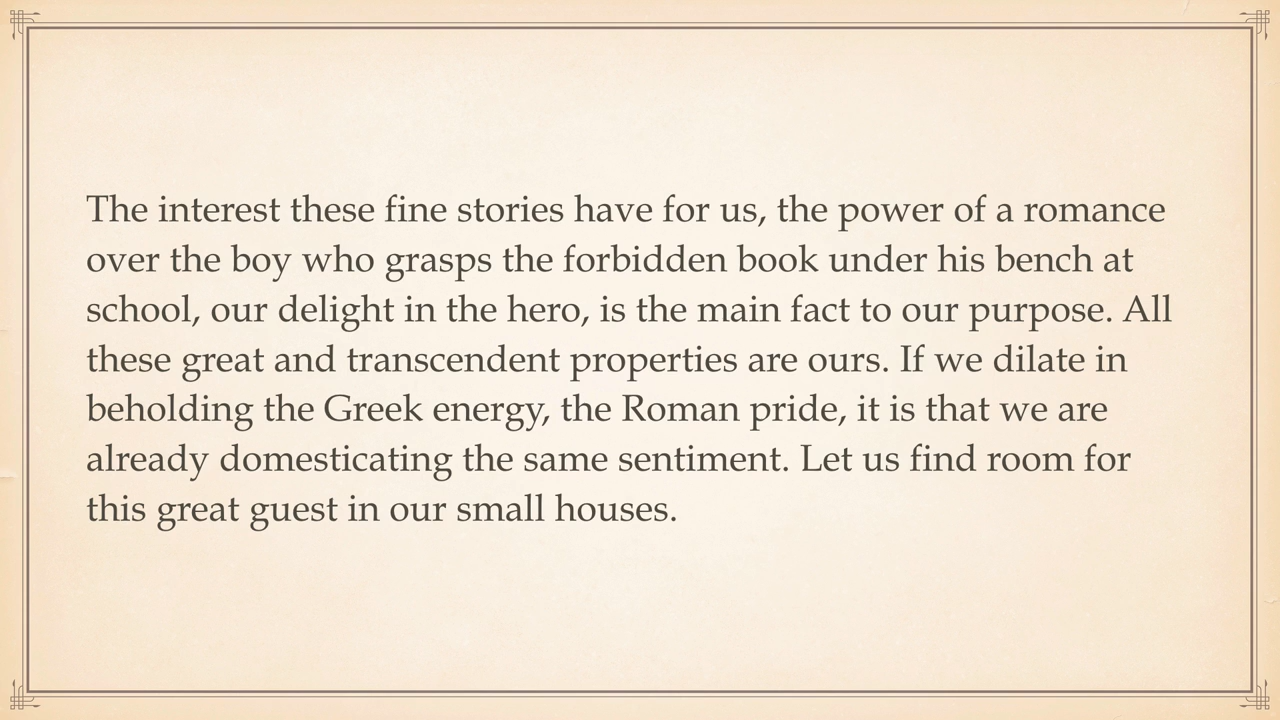 The interest these fine stories have for us, the power of a romance
over the boy who grasps the forbidden book under his bench at
school, our delight in the hero, is the main fact to our purpose. All
these great and transcendent properties are ours. If we dilate in
beholding the Greek energy, the Roman pride, it is that we are
already domesticating the same sentiment. Let us find room for
this great guest in our small houses.